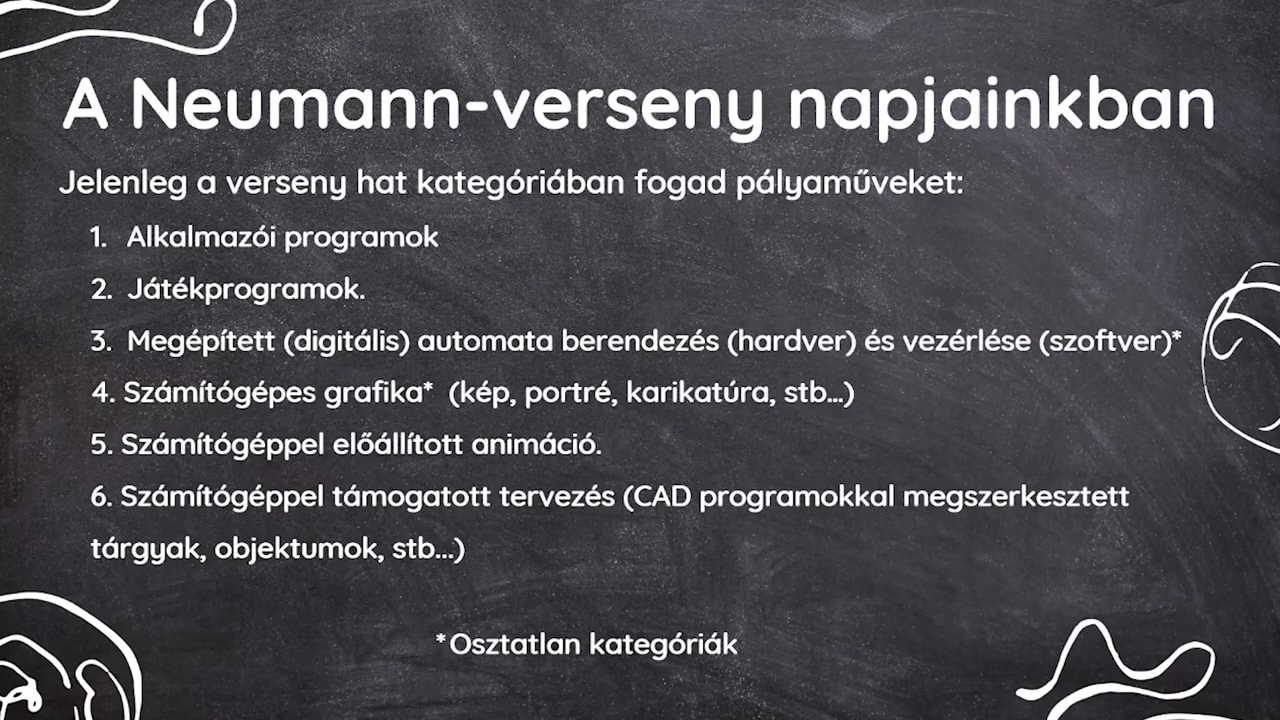 A Neumann-verseny napjainkban
Jelenleg a verseny hat kategóriában fogad pályaműveket:
1. Alkalmazói programok
2. Játékprogramok.
3. Megépített (digitális) automata berendezés (hardver) és vezérlése (szoftver)*
4. Számítógépes grafika* (kép, portré, karikatúra, stb...)
5. Számítógéppel előállított animáció.
6. Számítógéppel támogatott tervezés (CAD programokkal megszerkesztett
tárgyak, objektumok, stb...)
*Osztatlan kategóriák